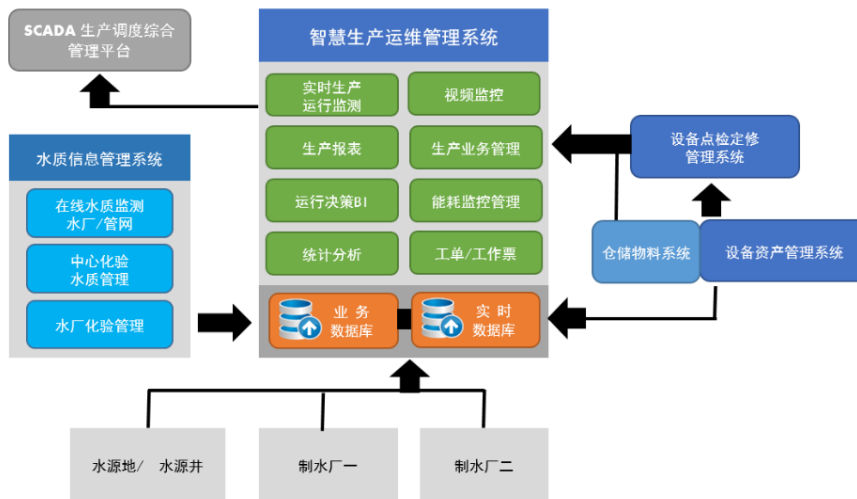 SCADA 生产调度综合
管理平台
智慧生产运维管理系统
实时生产
运行监测
视频监控
生产报表
生产业务管理
运行决策BI
能耗监控管理
统计分析
工单/工作票
业 务
数据库
实 时
数据库
水质信息管理系统
在线水质监测
水厂/管网
中心化验
水质管理
水厂化验管理
设备点检定修
管理系统
仓储物料系统
设备资产管理系统
水源地/ 水源井
制水厂一
制水厂二